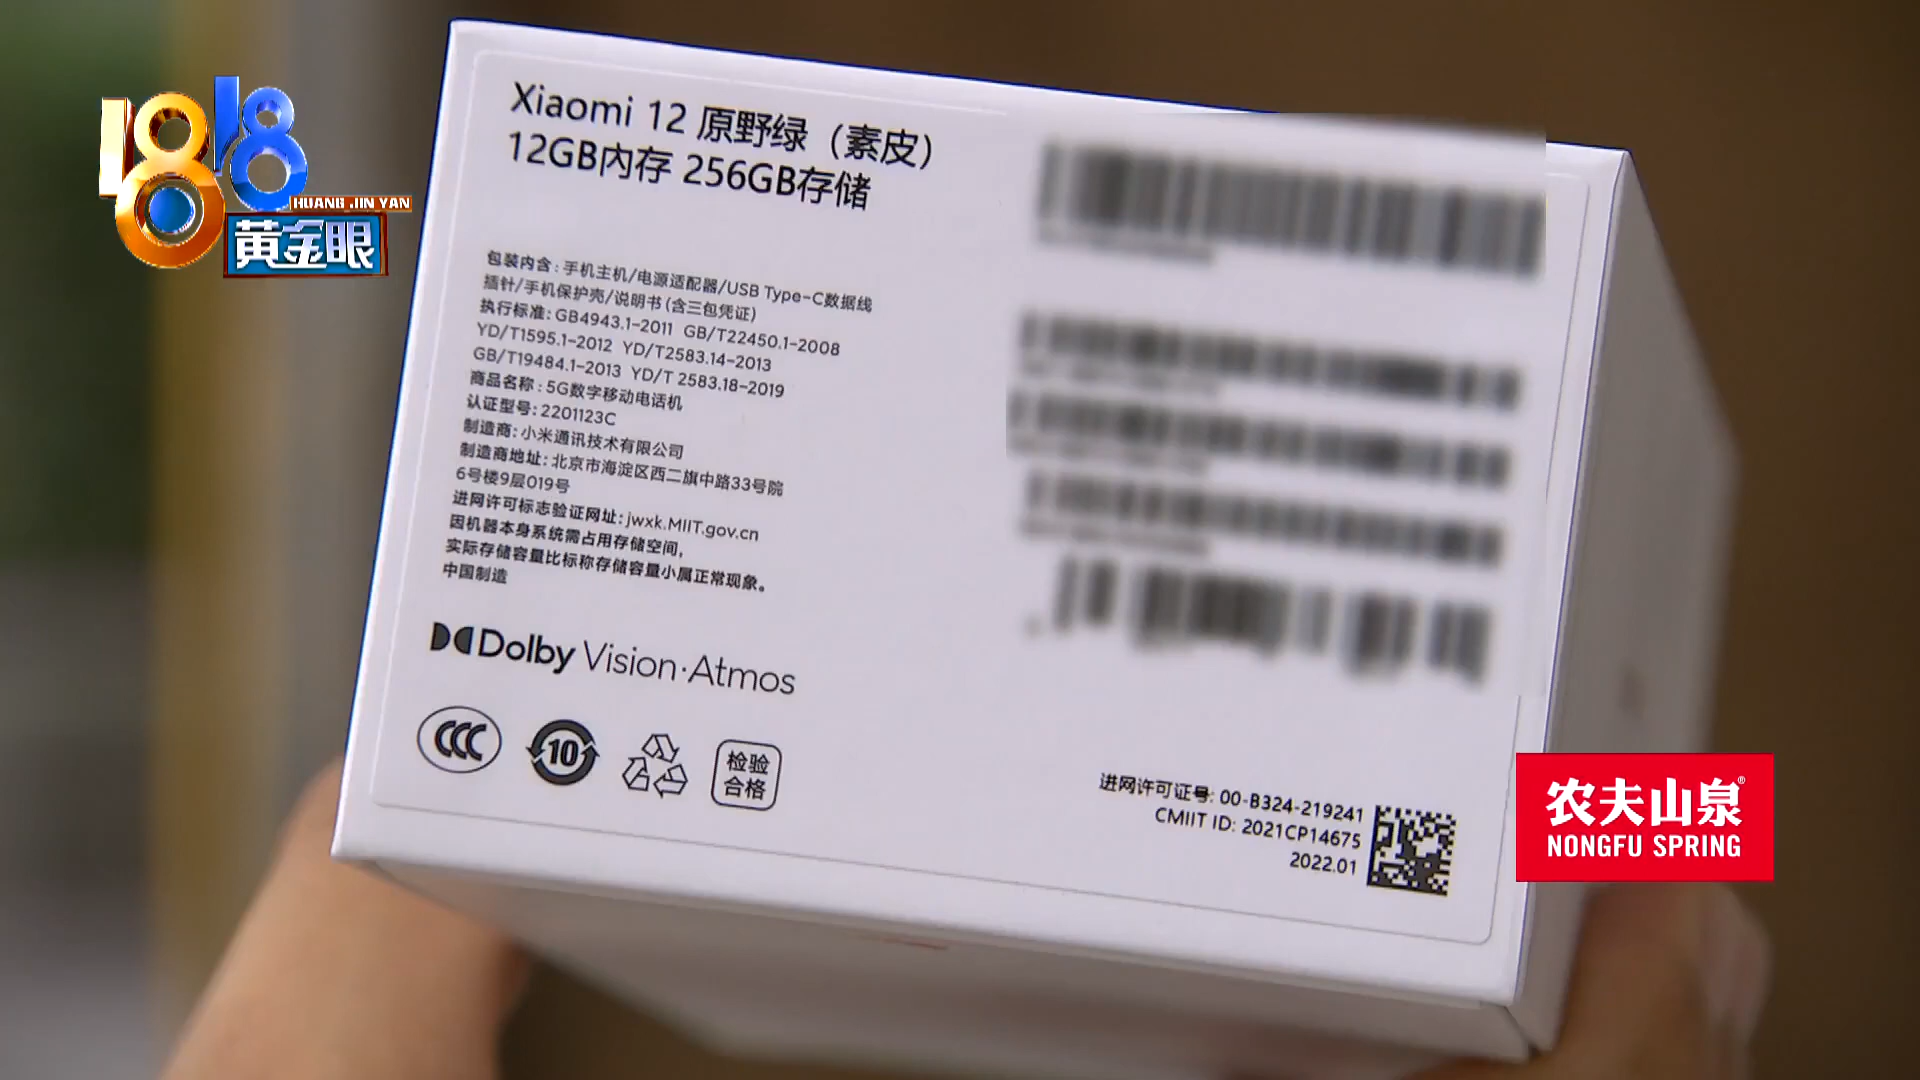 1818
HUANG JIN YAN
黄金眼
Xiaomi 12 原野绿（素皮）
12GB内存 256GB存储
包装内含：手机主机/电源适配器/USB Type-C数据线
插针/手机保护壳/说明书（含三包凭证）
执行标准：GB4943.1-2011 GB/T22450.1-2008
YD/T1595.1-2012 YD/T2583.14-2013
GB/T19484.1-2013 YD/T 2583.18-2019
商品名称：5G数字移动电话机
认证型号：2201123C
制造商：小米通讯技术有限公司
制造商地址：北京市海淀区西二旗中路33号院
6号楼9层019号
进网许可标志验证网址：jwxk.MIIT.gov.cn
因机器本身系统需占用存储空间，
实际存储容量比标称存储容量小属正常现象。
中国制造
Dolby Vision·Atmos
CCC
10
检验
合格
进网许可证号: 00-B324-219241
CMIIT ID: 2021CP14675
2022.01
农夫山泉®
NONGFU SPRING